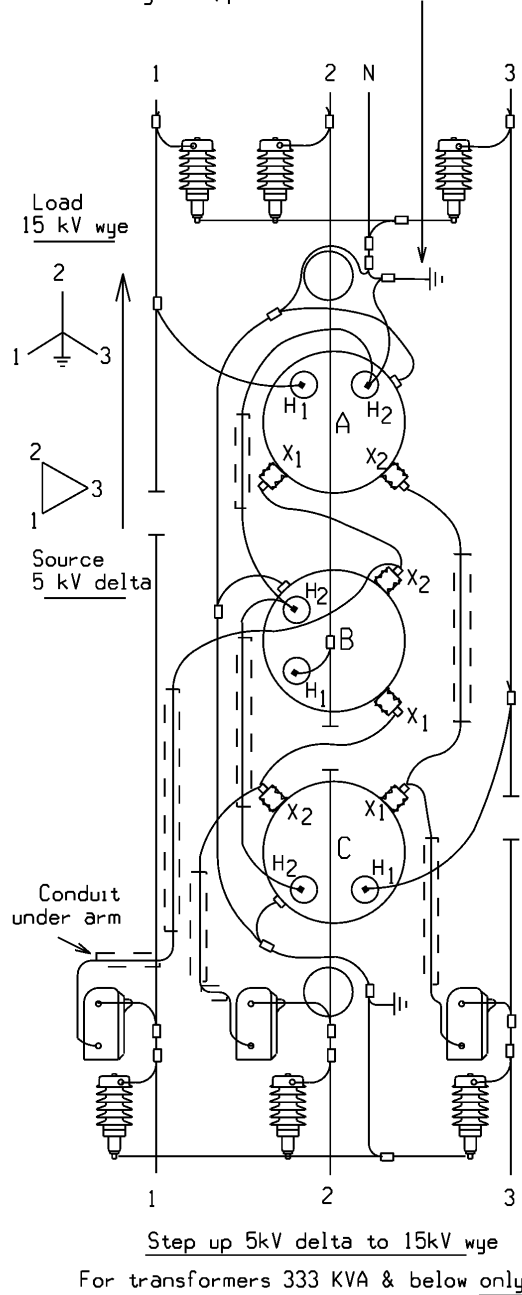 1 2 N 3
Load
15 kV wye
2
1 3
H1 H2
A
X1 X2
2
3
1
Source
5 kV delta
H2 X2
B
H1
X1
X2 X1
C
H2 H1
Conduit
under arm
1 2 3
Step up 5kV delta to 15kV wye
For transformers 333 KVA & below only